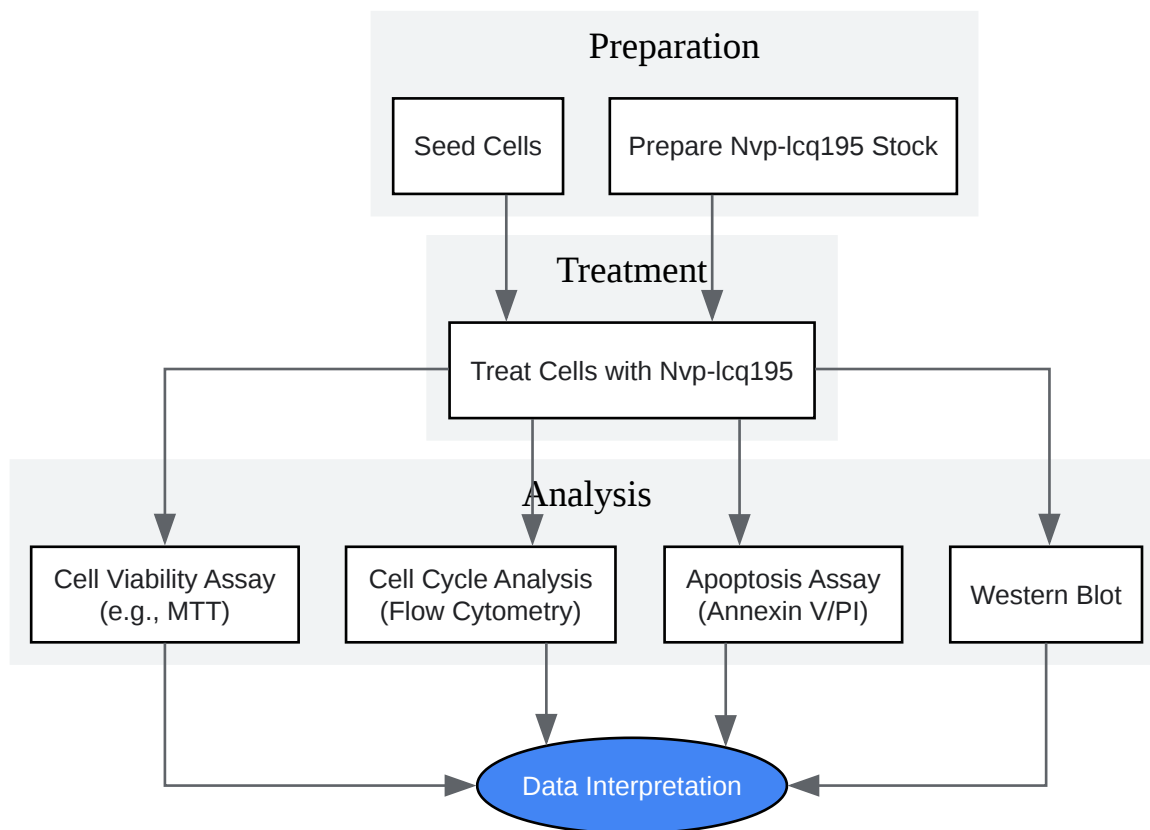 Preparation
Seed Cells
Prepare Nvp-lcq195 Stock
Treatment
Treat Cells with Nvp-lcq195
Analysis
Cell Viability Assay
(e.g., MTT)
Cell Cycle Analysis
(Flow Cytometry)
Apoptosis Assay
(Annexin V/PI)
Western Blot
Data Interpretation